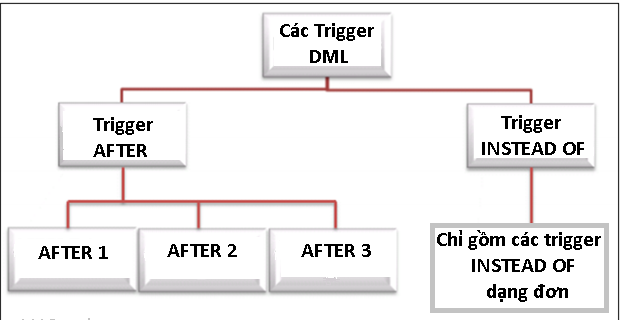 Các Trigger
DML
Trigger
AFTER
Trigger
INSTEAD OF
AFTER 1
AFTER 2
AFTER 3
Chỉ gồm các trigger
INSTEAD OF
dạng đơn